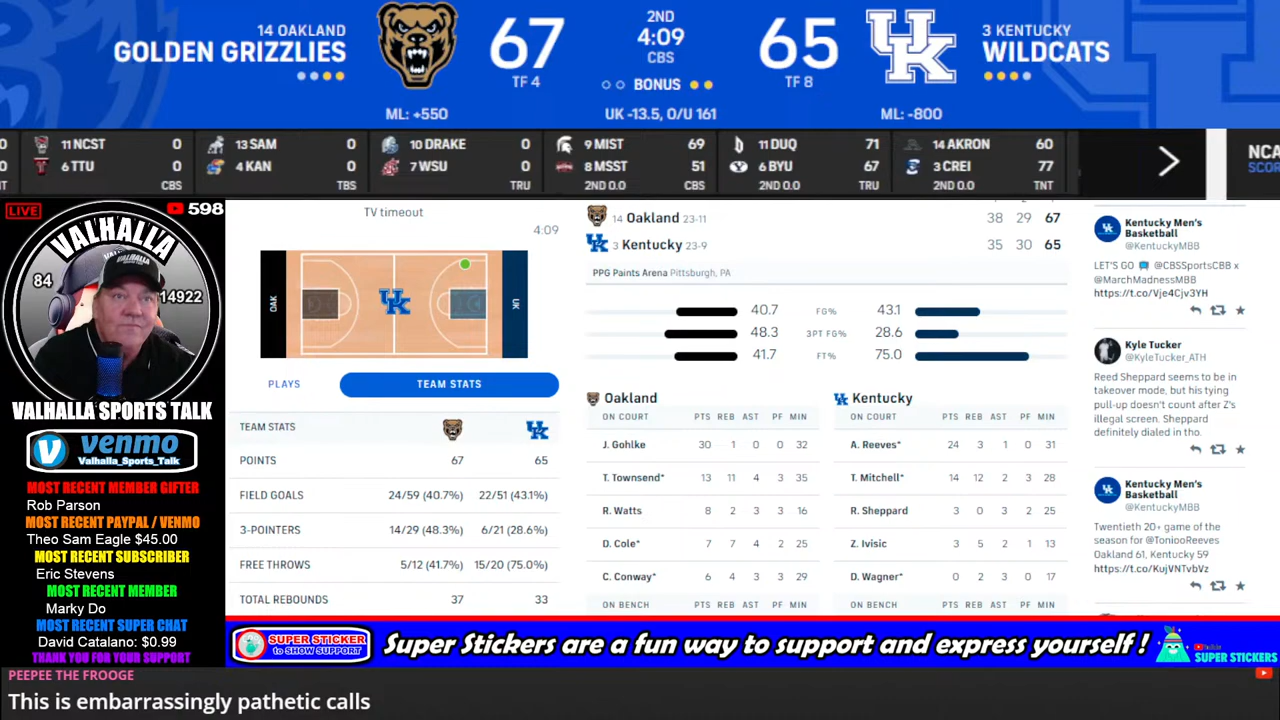 14 OAKLAND
GOLDEN GRIZZLIES
67
TF 4
ML: +550
2ND
4:09
CBS
BONUS
UK -13.5, O/U 161
65
TF 8
ML: -800
UK
3 KENTUCKY
WILDCATS
11 NCST 0
6 TTU 0
CBS
13 SAM 0
4 KAN 0
TBS
10 DRAKE 0
7 WSU 0
TRU
9 MIST 69
8 MSST 51
2ND 0.0 CBS
11 DUQ 71
6 BYU 67
2ND 0.0 TRU
14 AKRON 60
3 CREI 77
2ND 0.0 TNT
NCA
SCOR
LIVE
598
VALHALLA
84
14922
VALHALLA SPORTS TALK
venmo
Valhalla_Sports_Talk
MOST RECENT MEMBER GIFTER
Rob Parson
MOST RECENT PAYPAL / VENMO
Theo Sam Eagle $45.00
MOST RECENT SUBSCRIBER
Eric Stevens
MOST RECENT MEMBER
Marky Do
MOST RECENT SUPER CHAT
David Catalano: $0.99
THANK YOU FOR YOUR SUPPORT
TV timeout
4:09
OAK
UK
UK
PLAYS
TEAM STATS
TEAM STATS
POINTS 67 65
FIELD GOALS 24/59 (40.7%) 22/51 (43.1%)
3-POINTERS 14/29 (48.3%) 6/21 (28.6%)
FREE THROWS 5/12 (41.7%) 15/20 (75.0%)
TOTAL REBOUNDS 37 33
14 Oakland 23-11 38 29 67
3 Kentucky 23-9 35 30 65
PPG Paints Arena Pittsburgh, PA
40.7 FG% 43.1
48.3 3PT FG% 28.6
41.7 FT% 75.0
Oakland
ON COURT PTS REB AST PF MIN
J. Gohlke 30 1 0 0 32
T. Townsend* 13 11 4 3 35
R. Watts 8 2 3 3 16
D. Cole* 7 7 4 2 25
C. Conway* 6 4 3 3 29
ON BENCH PTS REB AST PF MIN
Kentucky
ON COURT PTS REB AST PF MIN
A. Reeves* 24 3 1 0 31
T. Mitchell* 14 12 2 3 28
R. Sheppard 3 0 3 2 25
Z. Ivisic 3 5 2 1 13
D. Wagner* 0 2 3 0 17
ON BENCH PTS REB AST PF MIN
Kentucky Men's
Basketball
@KentuckyMBB
LET'S GO @CBSSportsCBB x
@MarchMadnessMBB
https://t.co/Vje4Cjv3YH
Kyle Tucker
@KyleTucker_ATH
Reed Sheppard seems to be in
takeover mode, but his tying
pull-up doesn't count after Z's
illegal screen. Sheppard
definitely dialed in tho.
Kentucky Men's
Basketball
@KentuckyMBB
Twentieth 20+ game of the
season for @ToniooReeves
Oakland 61, Kentucky 59
https://t.co/KujVNTvbVz
SUPER STICKER
to SHOW SUPPORT
Super Stickers are a fun way to support and express yourself !
SUPER STICKERS
PEEPEE THE FROOGE
This is embarrassingly pathetic calls